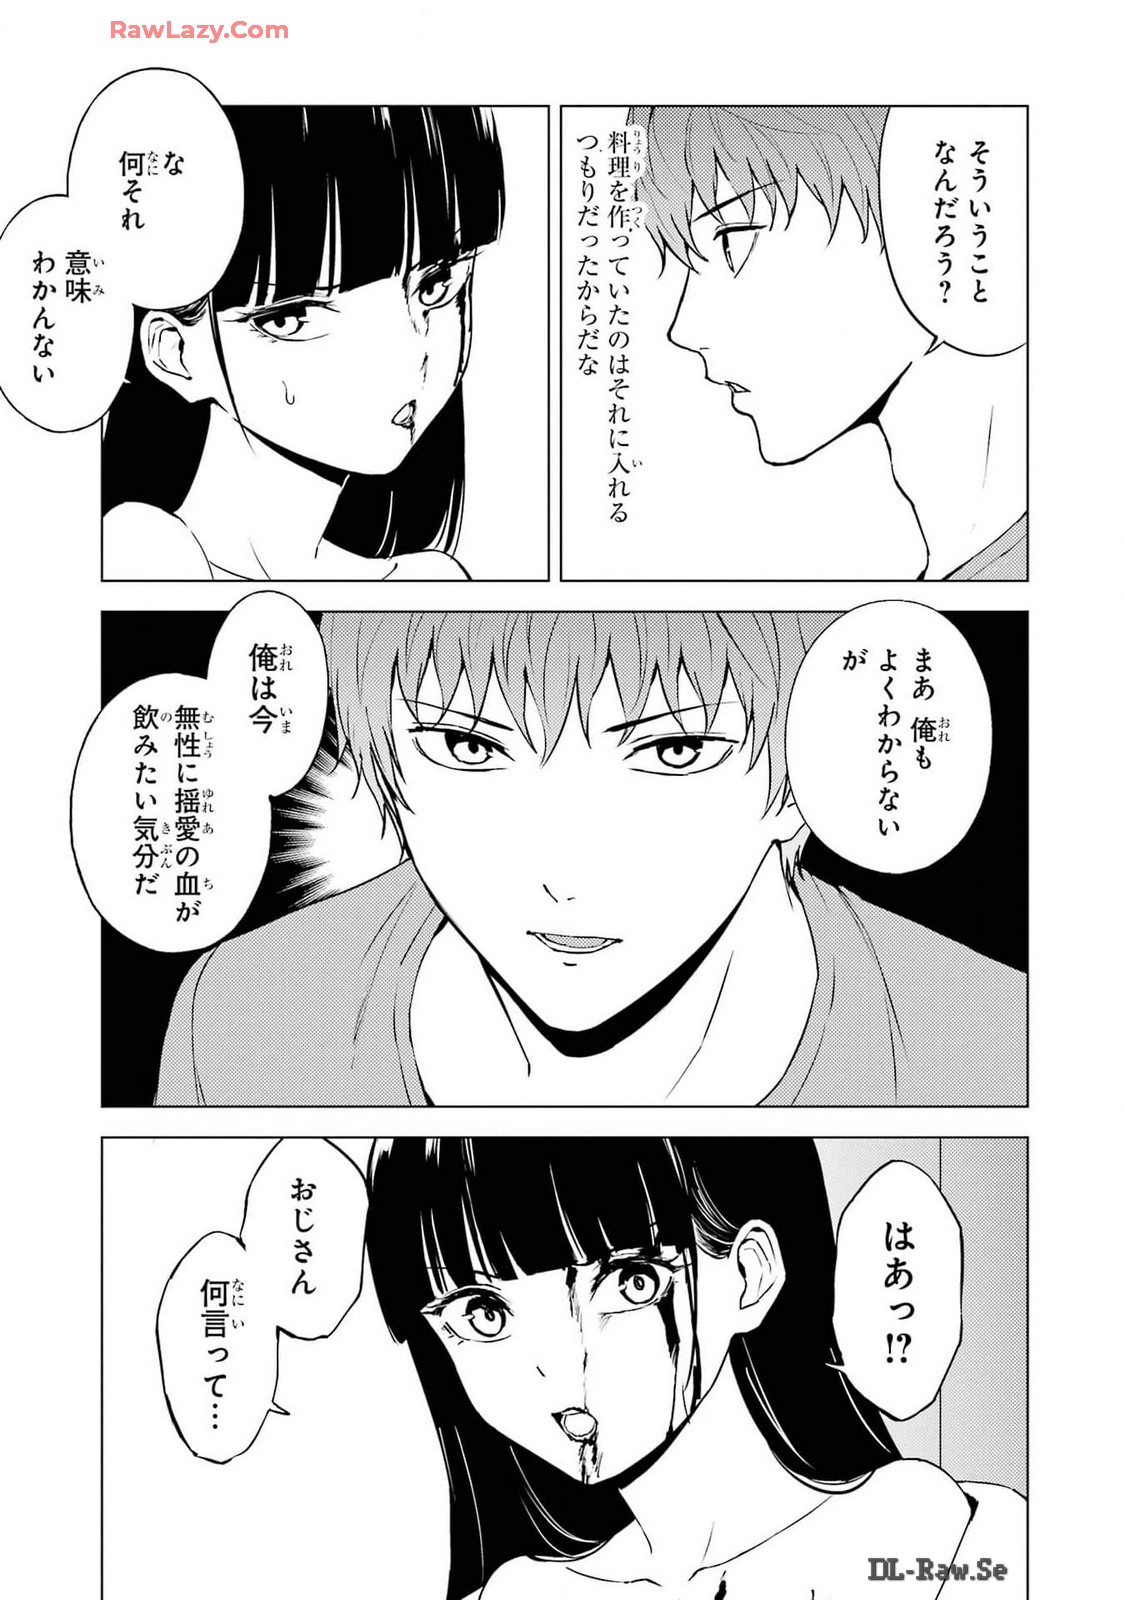 RawLazy.Com
そういうこと
なんだろう?
料理を作っていたのはそれに入れる
つもりだったからだな
な
何それ
意味
わかんない
まあ 俺も
よくわからない
が
俺は今
無性に揺愛の血が
飲みたい気分だ
はあっ!?
おじさん
何言って…
DL-Raw.Se